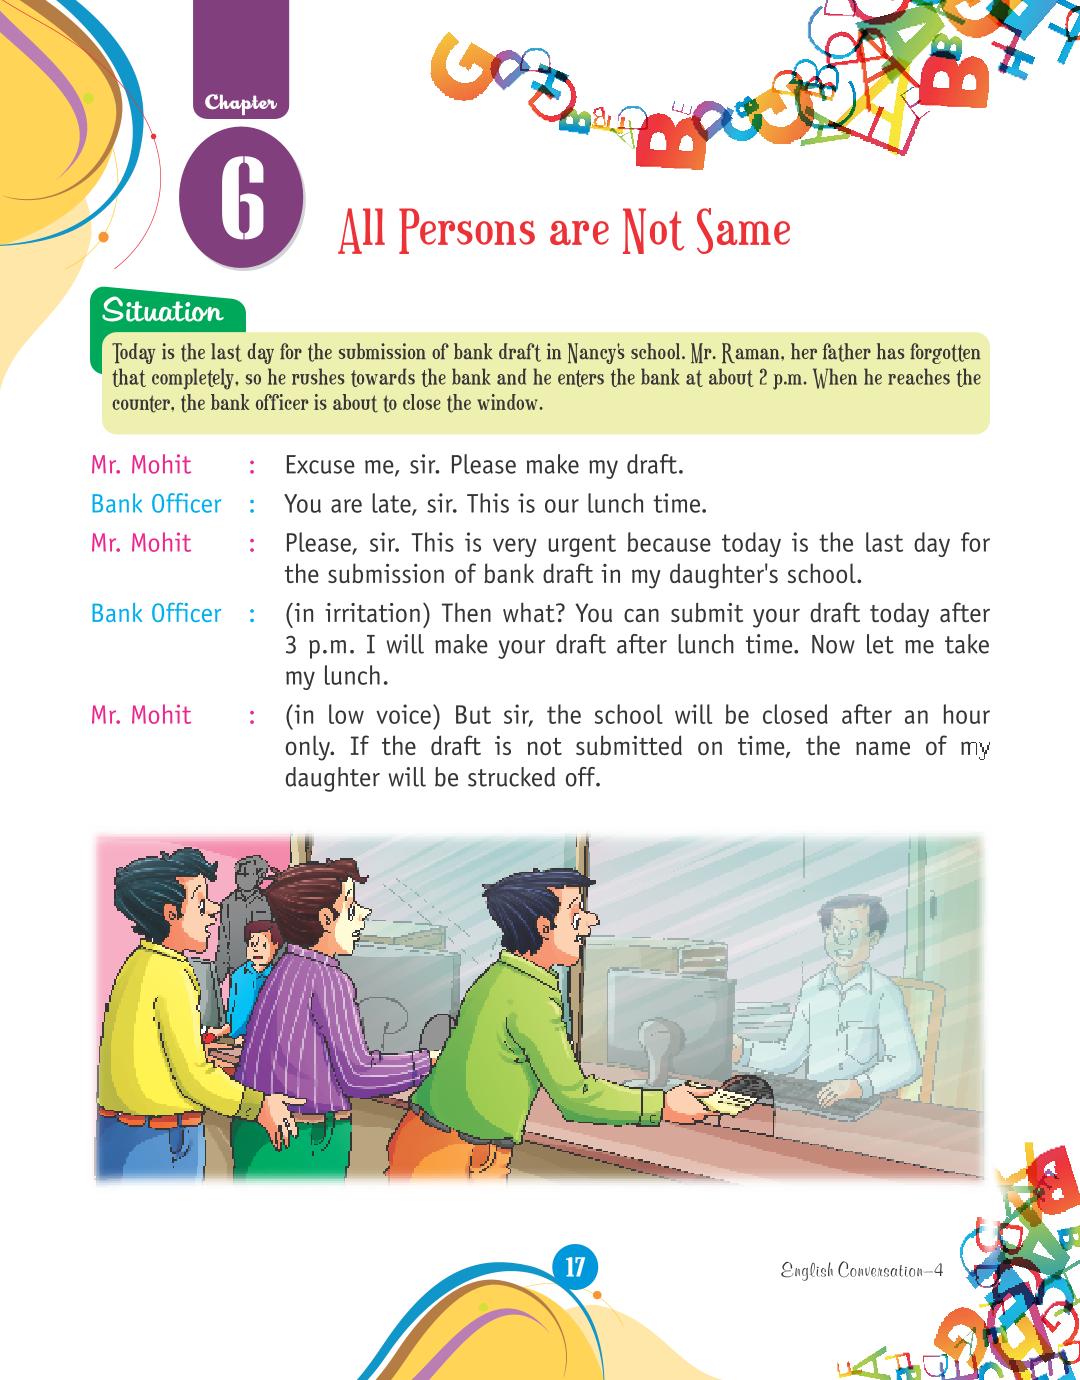 Chapter
6
All Persons are Not Same
Situation
Today is the last day for the submission of bank draft in Nancy's school. Mr. Raman, her father has forgotten
that completely, so he rushes towards the bank and he enters the bank at about 2 p.m. When he reaches the
counter, the bank officer is about to close the window.
Mr. Mohit : Excuse me, sir. Please make my draft.
Bank Officer : You are late, sir. This is our lunch time.
Mr. Mohit : Please, sir. This is very urgent because today is the last day for
the submission of bank draft in my daughter's school.
Bank Officer : (in irritation) Then what? You can submit your draft today after
3 p.m. I will make your draft after lunch time. Now let me take
my lunch.
Mr. Mohit : (in low voice) But sir, the school will be closed after an hour
only. If the draft is not submitted on time, the name of my
daughter will be strucked off.
17
English Conversation–4